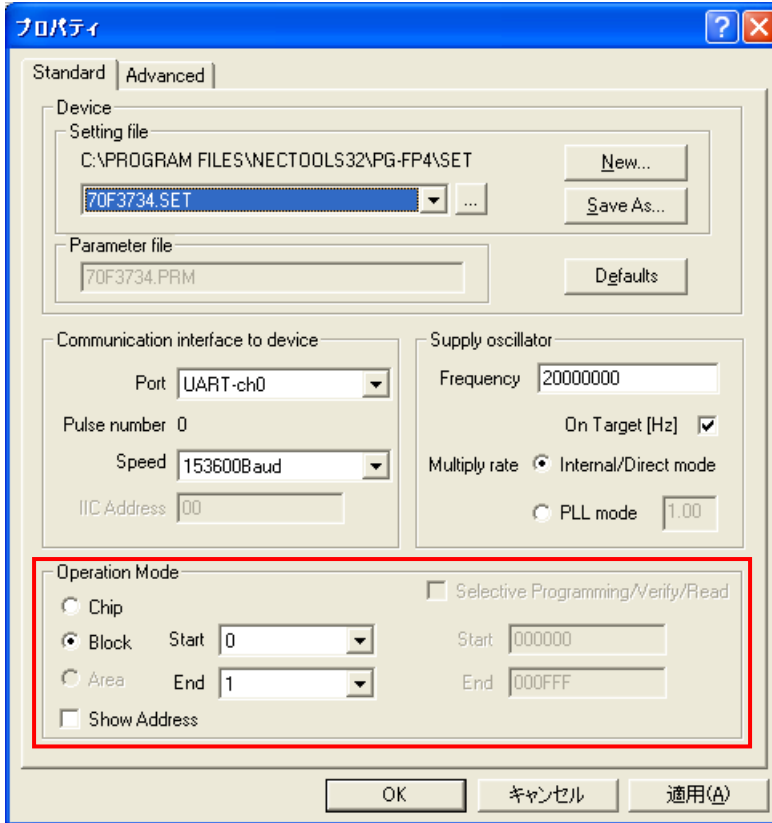 プロパティ
Standard Advanced
Device
Setting file
C:\PROGRAM FILES\NECTOOLS32\PG-FP4\SET
New...
70F3734.SET
...
Save As...
Parameter file
70F3734.PRM
Defaults
Communication interface to device
Port UART-ch0
Pulse number 0
Speed 153600Baud
IIC Address 00
Supply oscillator
Frequency 20000000
On Target [Hz]
Multiply rate Internal/Direct mode
PLL mode 1.00
Operation Mode
Chip
Block Start 0
Area End 1
Show Address
Selective Programming/Verify/Read
Start 000000
End 000FFF
OK キャンセル 適用(A)